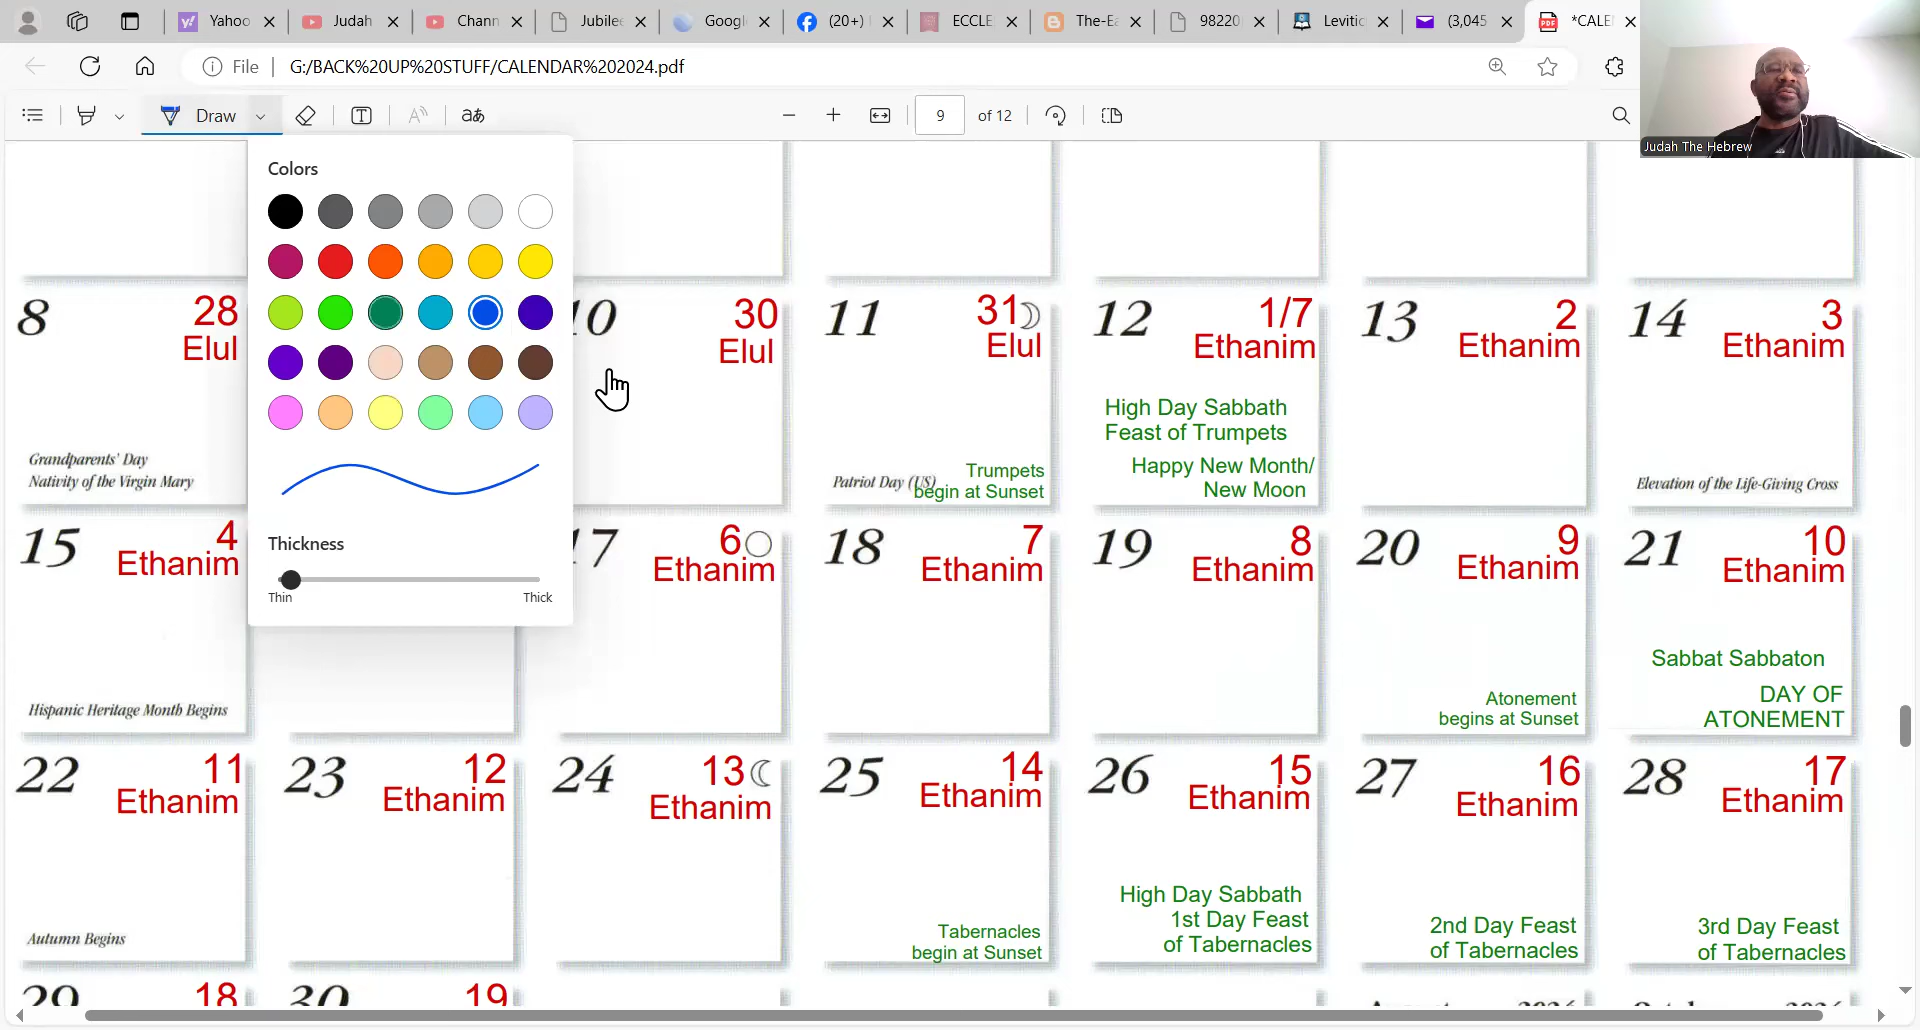 Yahoo
Judah
Chann
Jubile
Googl
(20+)
ECCLE
The-Ea
98220
Levitic
(3,045
*CALE
File
G:/BACK%20UP%20STUFF/CALENDAR%202024.pdf
Draw
9 of 12
Judah The Hebrew
Colors
Thickness
Thin Thick
8 28 Elul
Grandparents' Day
Nativity of the Virgin Mary
10 30 Elul
11 31 Elul
Patriot Day (US)
Trumpets
begin at Sunset
12 1/7 Ethanim
High Day Sabbath
Feast of Trumpets
Happy New Month/
New Moon
13 2 Ethanim
14 3 Ethanim
Elevation of the Life-Giving Cross
15 4 Ethanim
Hispanic Heritage Month Begins
17 6 Ethanim
18 7 Ethanim
19 8 Ethanim
20 9 Ethanim
Atonement
begins at Sunset
21 10 Ethanim
Sabbat Sabbaton
DAY OF
ATONEMENT
22 11 Ethanim
Autumn Begins
23 12 Ethanim
24 13 Ethanim
25 14 Ethanim
Tabernacles
begin at Sunset
26 15 Ethanim
High Day Sabbath
1st Day Feast
of Tabernacles
27 16 Ethanim
2nd Day Feast
of Tabernacles
28 17 Ethanim
3rd Day Feast
of Tabernacles
29 18
30 19